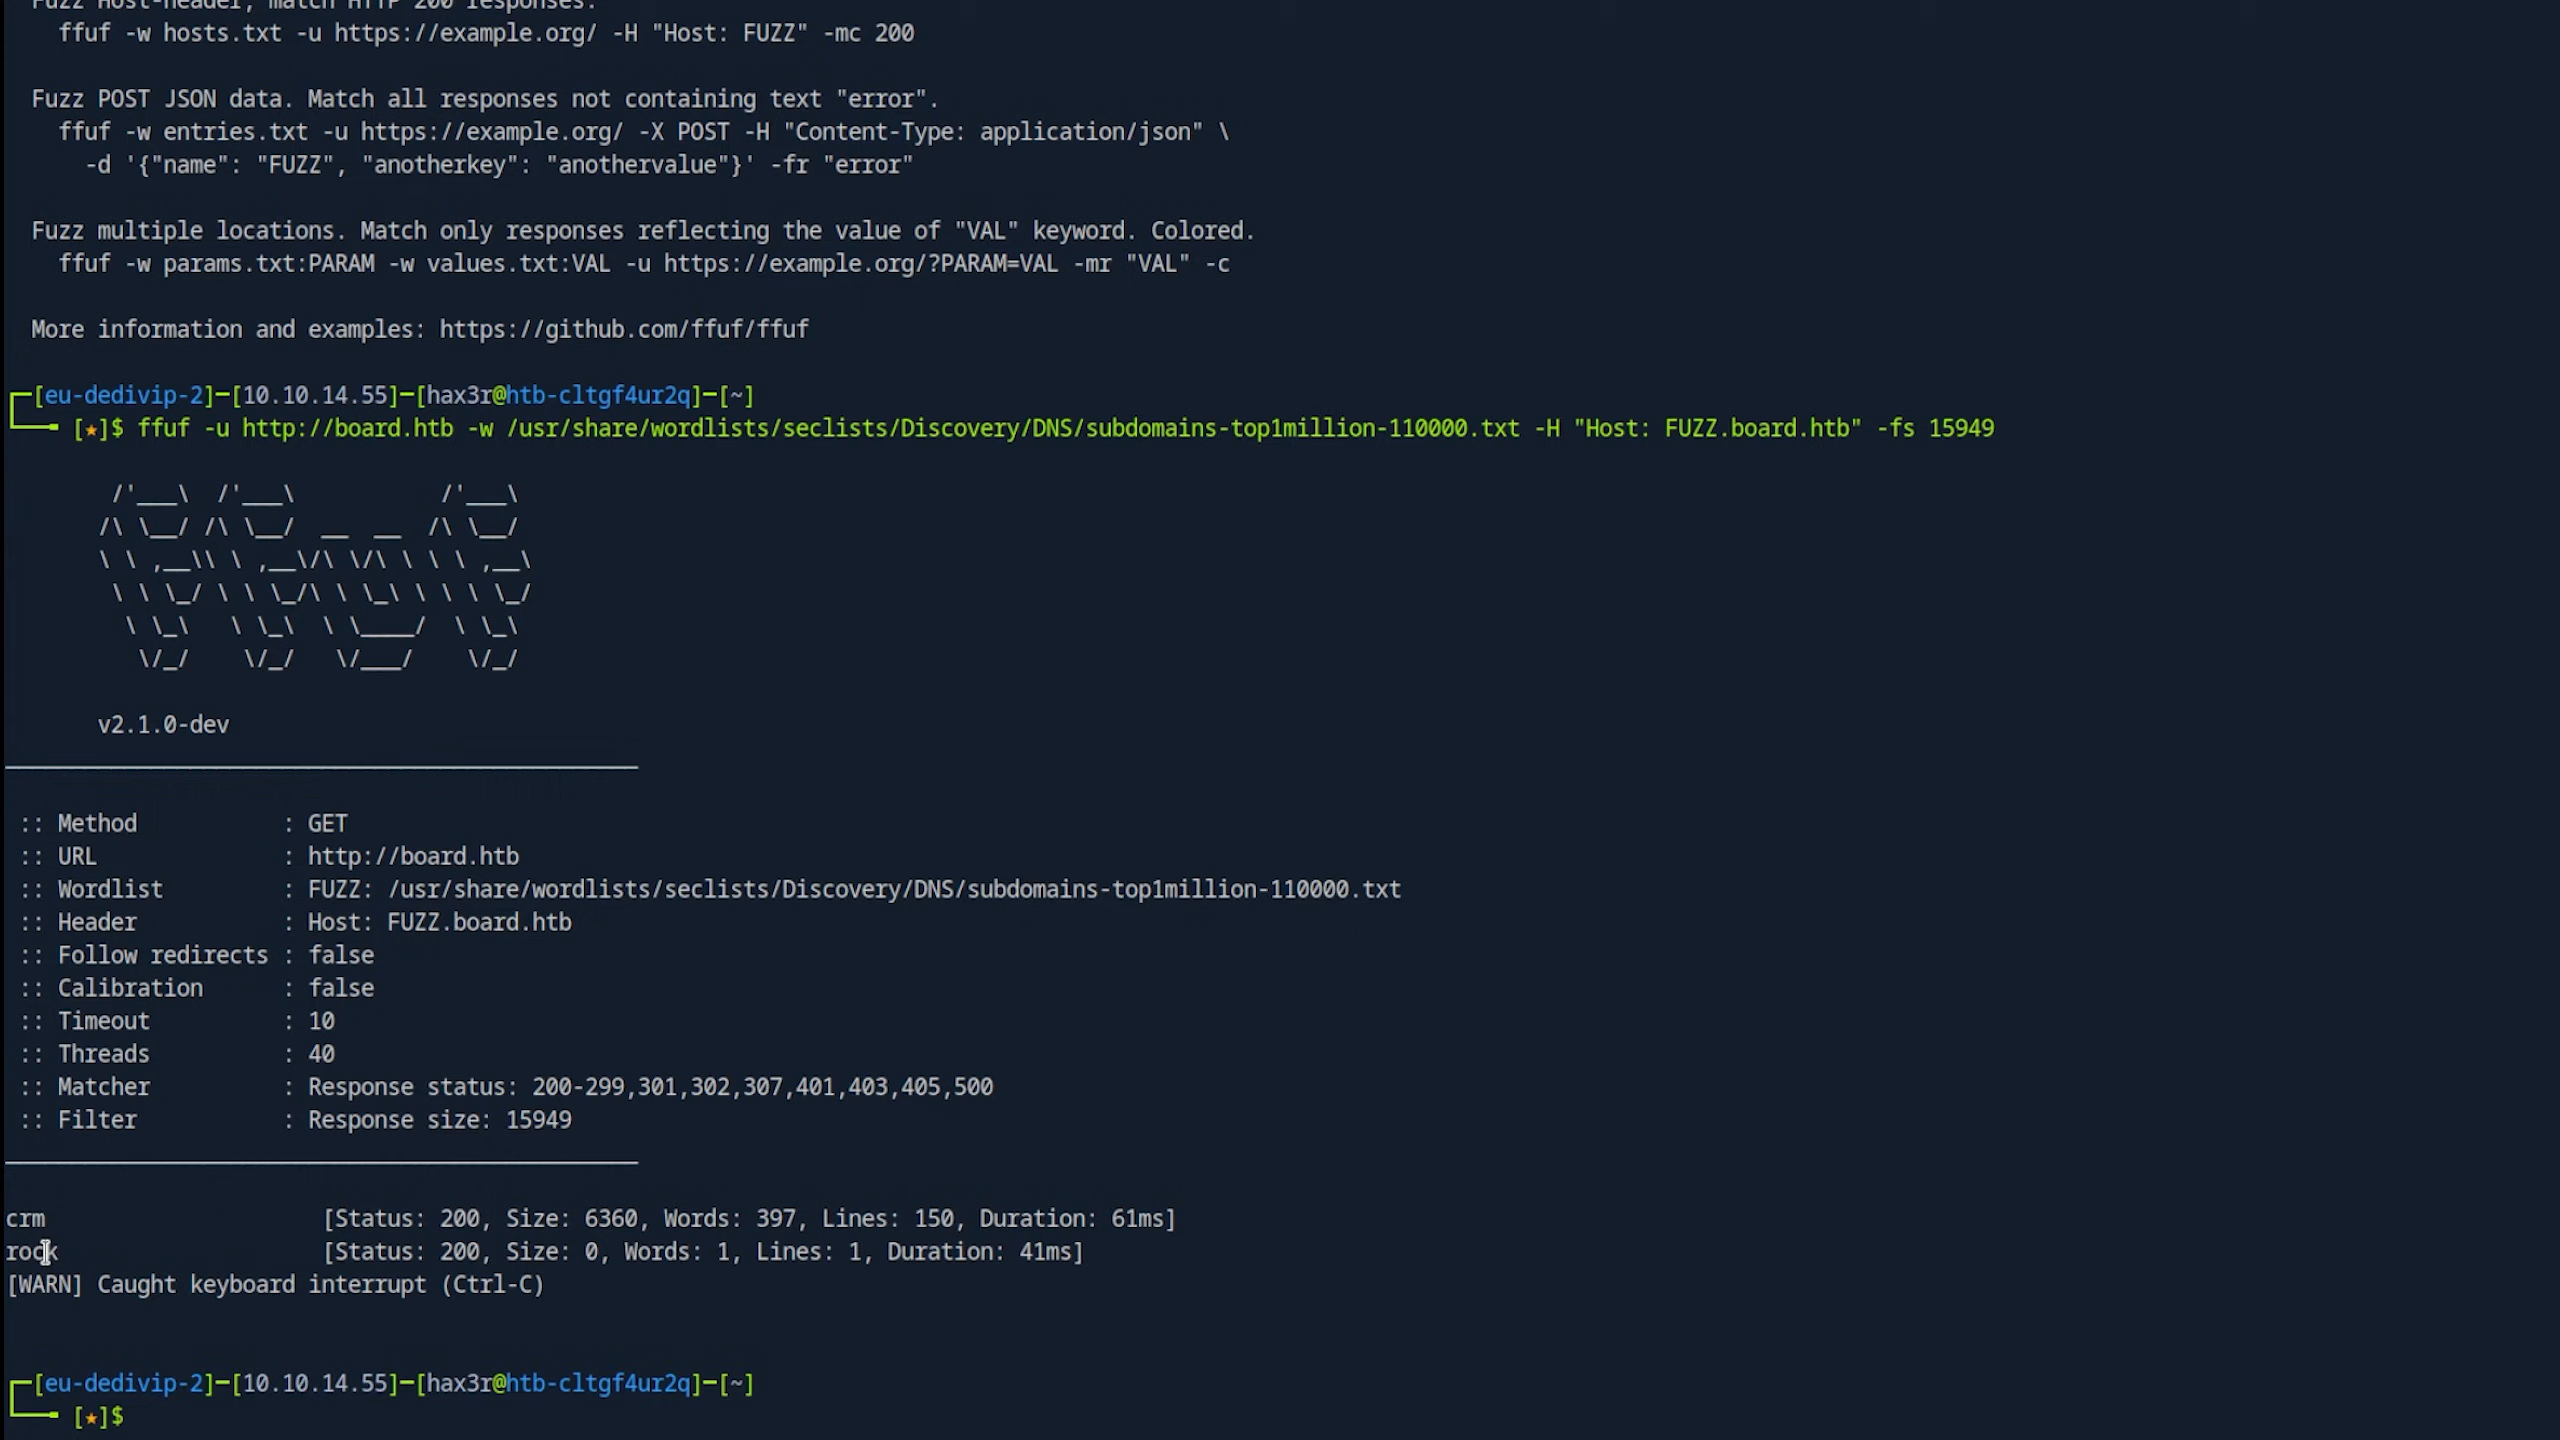 Fuzz Host-header, match HTTP 200 responses.
ffuf -w hosts.txt -u https://example.org/ -H "Host: FUZZ" -mc 200
Fuzz POST JSON data. Match all responses not containing text "error".
ffuf -w entries.txt -u https://example.org/ -X POST -H "Content-Type: application/json" \
-d '{"name": "FUZZ", "anotherkey": "anothervalue"}' -fr "error"
Fuzz multiple locations. Match only responses reflecting the value of "VAL" keyword. Colored.
ffuf -w params.txt:PARAM -w values.txt:VAL -u https://example.org/?PARAM=VAL -mr "VAL" -c
More information and examples: https://github.com/ffuf/ffuf
┌─[eu-dedivip-2]─[10.10.14.55]─[hax3r@htb-cltgf4ur2q]─[~]
└──╼ [★]$ ffuf -u http://board.htb -w /usr/share/wordlists/seclists/Discovery/DNS/subdomains-top1million-110000.txt -H "Host: FUZZ.board.htb" -fs 15949
        /'___\  /'___\           /'___\
       /\ \__/ /\ \__/  __  __  /\ \__/
       \ \ ,__\\ \ ,__\/\ \/\ \ \ \ ,__\
        \ \ \_/ \ \ \_/\ \ \_\ \ \ \ \_/
         \ \_\   \ \_\  \ \____/  \ \_\
          \/_/    \/_/   \/___/    \/_/
v2.1.0-dev
________________________________________________
:: Method           : GET
:: URL              : http://board.htb
:: Wordlist         : FUZZ: /usr/share/wordlists/seclists/Discovery/DNS/subdomains-top1million-110000.txt
:: Header           : Host: FUZZ.board.htb
:: Follow redirects : false
:: Calibration      : false
:: Timeout          : 10
:: Threads          : 40
:: Matcher          : Response status: 200-299,301,302,307,401,403,405,500
:: Filter           : Response size: 15949
________________________________________________
crm                     [Status: 200, Size: 6360, Words: 397, Lines: 150, Duration: 61ms]
rock                    [Status: 200, Size: 0, Words: 1, Lines: 1, Duration: 41ms]
[WARN] Caught keyboard interrupt (Ctrl-C)
┌─[eu-dedivip-2]─[10.10.14.55]─[hax3r@htb-cltgf4ur2q]─[~]
└──╼ [★]$